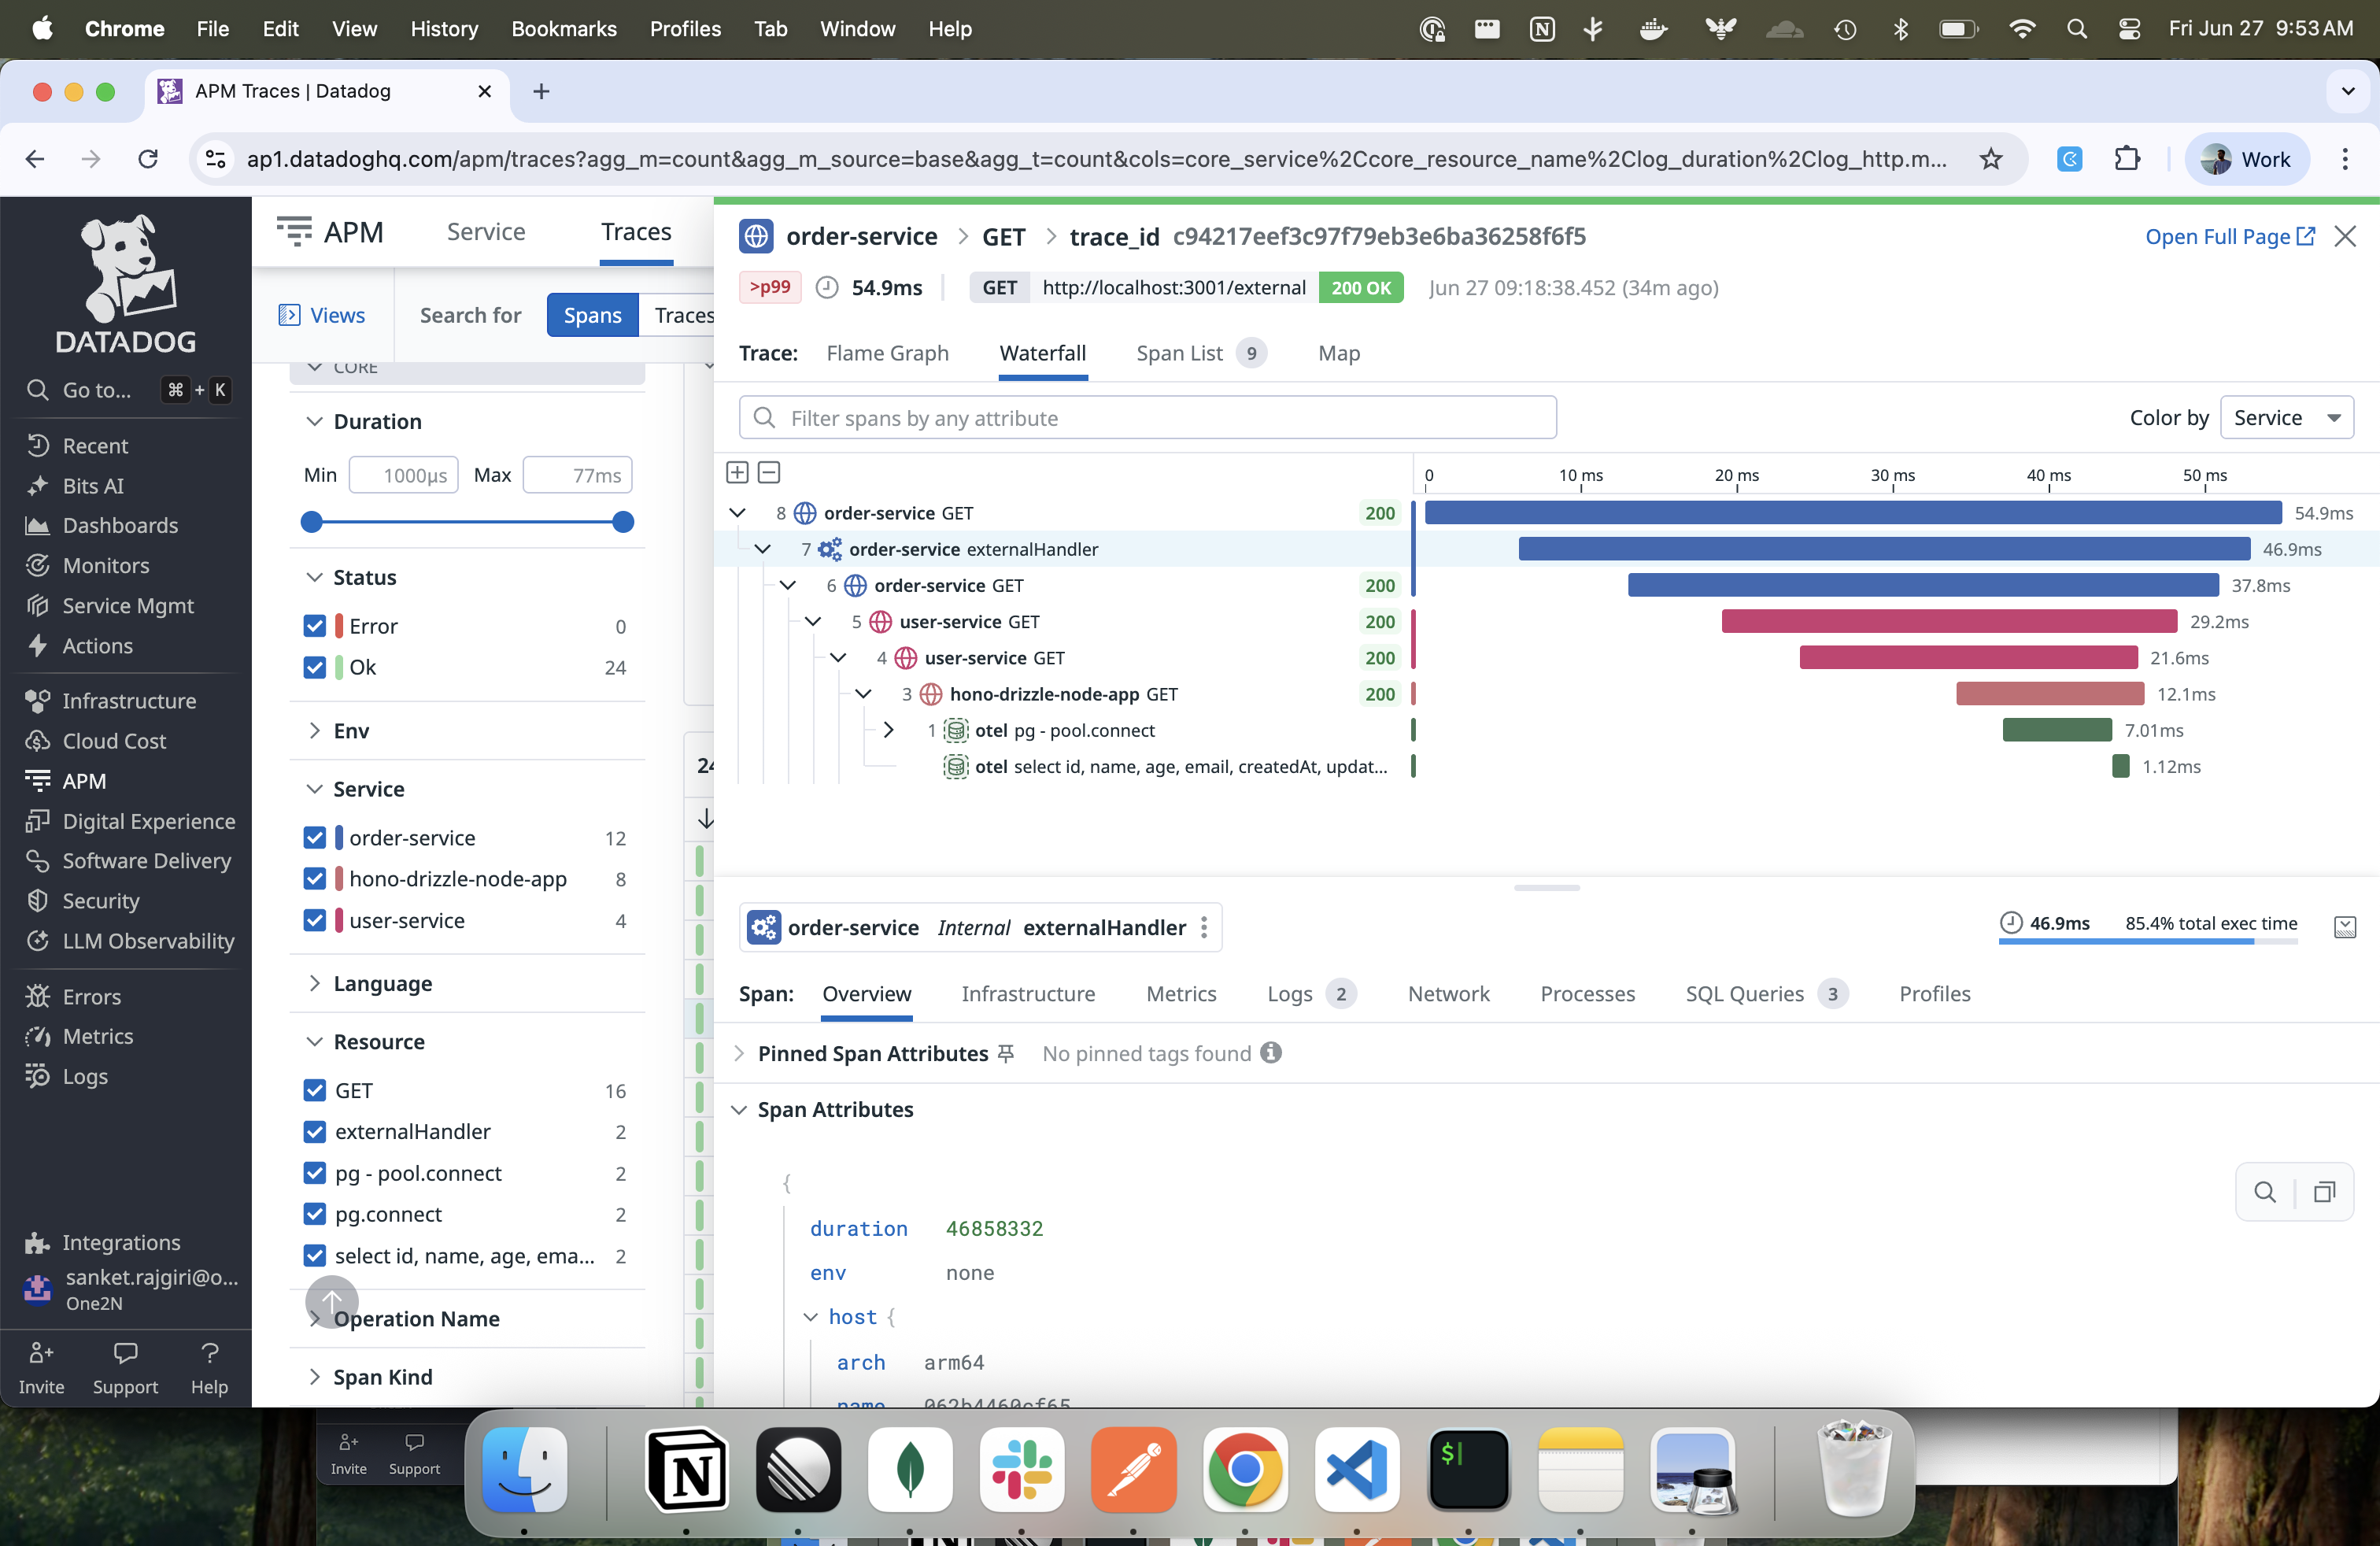 Chrome File Edit View History Bookmarks Profiles Tab Window Help Fri Jun 27 9:53 AM
APM Traces | Datadog
ap1.datadoghq.com/apm/traces?agg_m=count&agg_m_source=base&agg_t=count&cols=core_service%2Ccore_resource_name%2Clog_duration%2Clog_http.m...
Work
DATADOG
Go to... ⌘ + K
Recent
Bits AI
Dashboards
Monitors
Service Mgmt
Actions
Infrastructure
Cloud Cost
APM
Digital Experience
Software Delivery
Security
LLM Observability
Errors
Metrics
Logs
Integrations
sanket.rajgiri@o...
One2N
Invite Support Help
APM Service Traces
Views Search for Spans Traces
CORE
Duration
Min 1000µs Max 77ms
Status
Error 0
Ok 24
Env
Service
order-service 12
hono-drizzle-node-app 8
user-service 4
Language
Resource
GET 16
externalHandler 2
pg - pool.connect 2
pg.connect 2
select id, name, age, ema... 2
Operation Name
Span Kind
24
order-service > GET > trace_id c94217eef3c97f79eb3e6ba36258f6f5
Open Full Page
>p99 54.9ms GET http://localhost:3001/external 200 OK Jun 27 09:18:38.452 (34m ago)
Trace: Flame Graph Waterfall Span List 9 Map
Filter spans by any attribute
Color by Service
0 10 ms 20 ms 30 ms 40 ms 50 ms
8 order-service GET 200 54.9ms
7 order-service externalHandler 46.9ms
6 order-service GET 200 37.8ms
5 user-service GET 200 29.2ms
4 user-service GET 200 21.6ms
3 hono-drizzle-node-app GET 200 12.1ms
1 otel pg - pool.connect 7.01ms
otel select id, name, age, email, createdAt, updat... 1.12ms
order-service Internal externalHandler
46.9ms 85.4% total exec time
Span: Overview Infrastructure Metrics Logs 2 Network Processes SQL Queries 3 Profiles
Pinned Span Attributes No pinned tags found
Span Attributes
{
duration 46858332
env none
host {
arch arm64
name 062b4460cf65
Invite Support
$